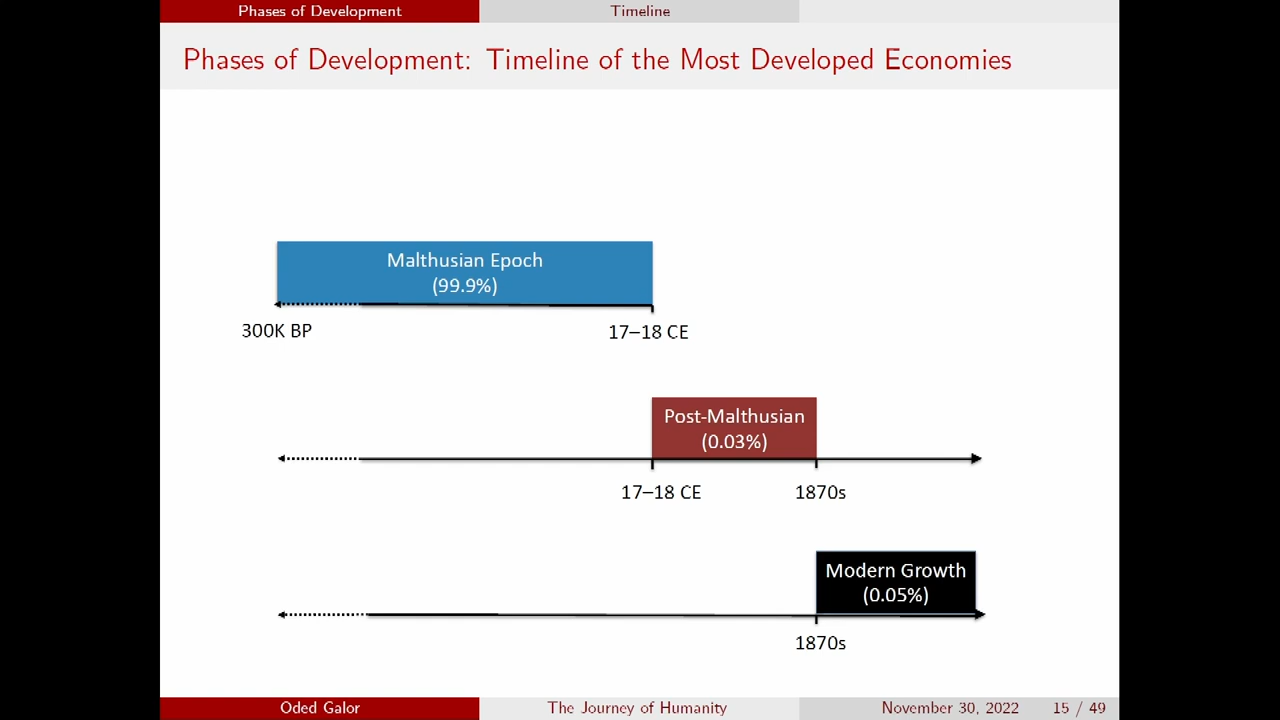 Phases of Development
Timeline
Phases of Development: Timeline of the Most Developed Economies
Malthusian Epoch
(99.9%)
300K BP
17–18 CE
Post-Malthusian
(0.03%)
17–18 CE
1870s
Modern Growth
(0.05%)
1870s
Oded Galor
The Journey of Humanity
November 30, 2022
15 / 49